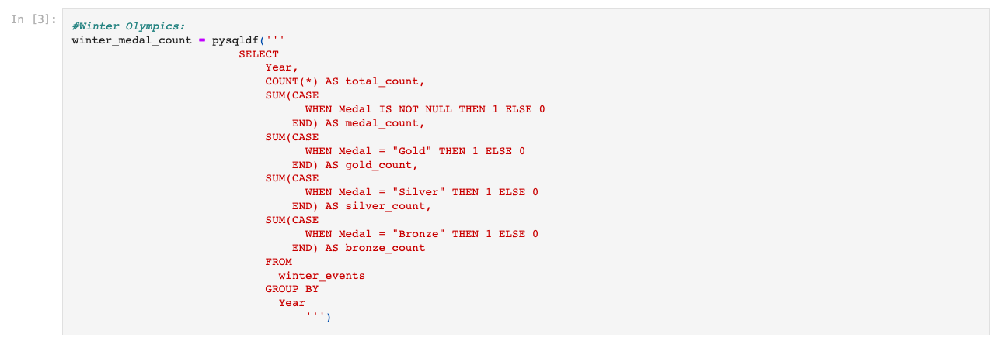 In [3]:
#Winter Olympics:
winter_medal_count = pysqldf('''
SELECT
Year,
COUNT(*) AS total_count,
SUM(CASE
WHEN Medal IS NOT NULL THEN 1 ELSE 0
END) AS medal_count,
SUM(CASE
WHEN Medal = "Gold" THEN 1 ELSE 0
END) AS gold_count,
SUM(CASE
WHEN Medal = "Silver" THEN 1 ELSE 0
END) AS silver_count,
SUM(CASE
WHEN Medal = "Bronze" THEN 1 ELSE 0
END) AS bronze_count
FROM
winter_events
GROUP BY
Year
''')